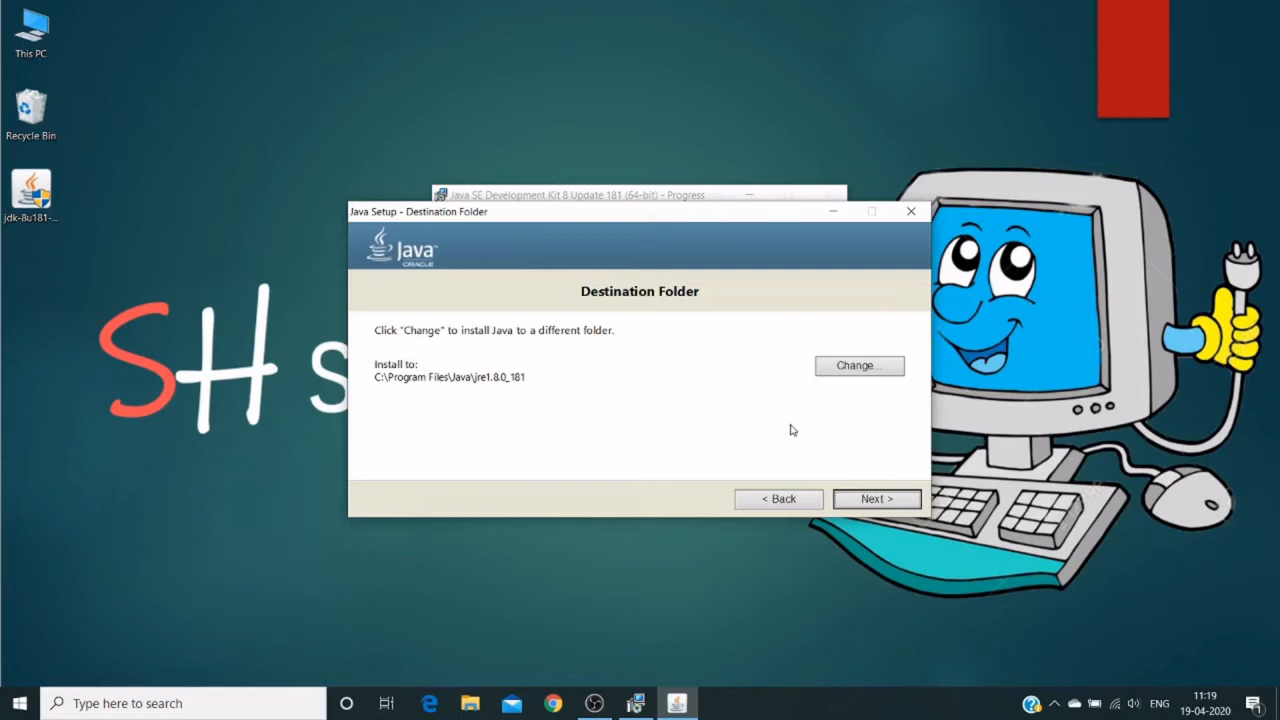 This PC
Recycle Bin
jdk-8u181-...
SH S
Java SE Development Kit 8 Update 181 (64-bit) - Progress
Java Setup - Destination Folder
Java™
ORACLE
Destination Folder
Click "Change" to install Java to a different folder.
Install to:
C:\Program Files\Java\jre1.8.0_181
Change...
< Back
Next >
Type here to search
ENG
11:19
19-04-2020
1